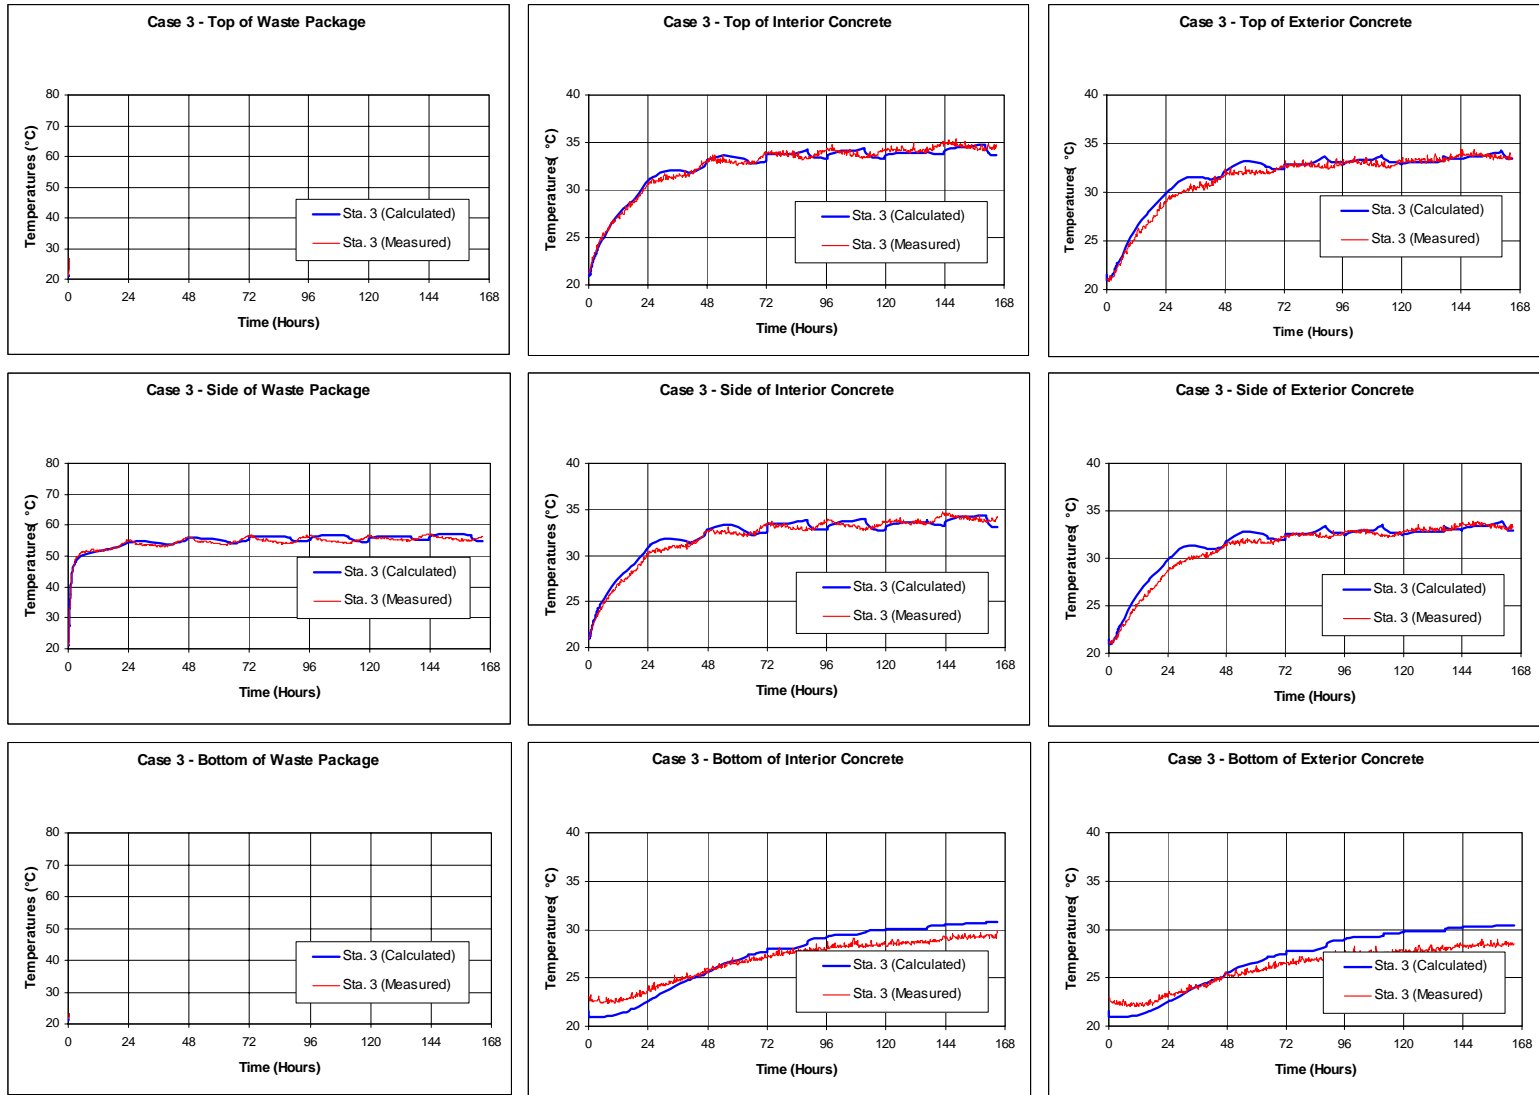 Case 3 - Top of Waste Package
Temperatures (°C)
80
70
60
50
40
30
20
Sta. 3 (Calculated)
Sta. 3 (Measured)
0 24 48 72 96 120 144 168
Time (Hours)
Case 3 - Top of Interior Concrete
Temperatures( °C)
40
35
30
25
20
Sta. 3 (Calculated)
Sta. 3 (Measured)
0 24 48 72 96 120 144 168
Time (Hours)
Case 3 - Top of Exterior Concrete
Temperatures( °C)
40
35
30
25
20
Sta. 3 (Calculated)
Sta. 3 (Measured)
0 24 48 72 96 120 144 168
Time (Hours)
Case 3 - Side of Waste Package
Temperatures( °C)
80
70
60
50
40
30
20
Sta. 3 (Calculated)
Sta. 3 (Measured)
0 24 48 72 96 120 144 168
Time (Hours)
Case 3 - Side of Interior Concrete
Temperatures( °C)
40
35
30
25
20
Sta. 3 (Calculated)
Sta. 3 (Measured)
0 24 48 72 96 120 144 168
Time (Hours)
Case 3 - Side of Exterior Concrete
Temperatures( °C)
40
35
30
25
20
Sta. 3 (Calculated)
Sta. 3 (Measured)
0 24 48 72 96 120 144 168
Time (Hours)
Case 3 - Bottom of Waste Package
Temperatures (°C)
80
70
60
50
40
30
20
Sta. 3 (Calculated)
Sta. 3 (Measured)
0 24 48 72 96 120 144 168
Time (Hours)
Case 3 - Bottom of Interior Concrete
Temperatures( °C)
40
35
30
25
20
Sta. 3 (Calculated)
Sta. 3 (Measured)
0 24 48 72 96 120 144 168
Time (Hours)
Case 3 - Bottom of Exterior Concrete
Temperatures( °C)
40
35
30
25
20
Sta. 3 (Calculated)
Sta. 3 (Measured)
0 24 48 72 96 120 144 168
Time (Hours)